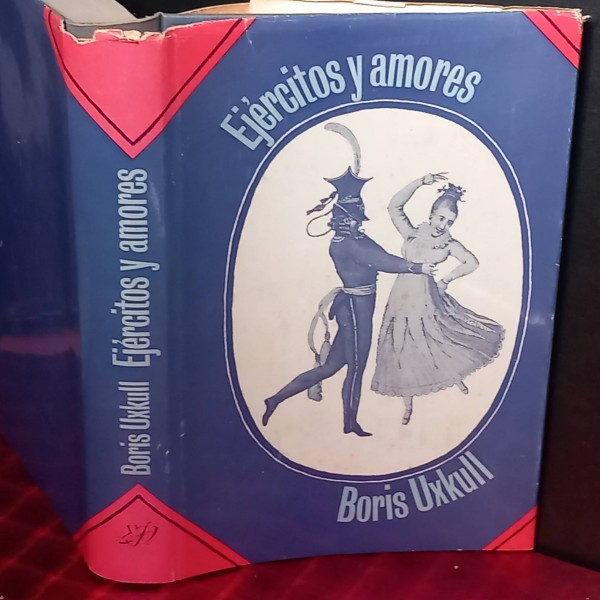 Ejércitos y amores
Boris Uxkull
Boris Uxkull Ejércitos y amores